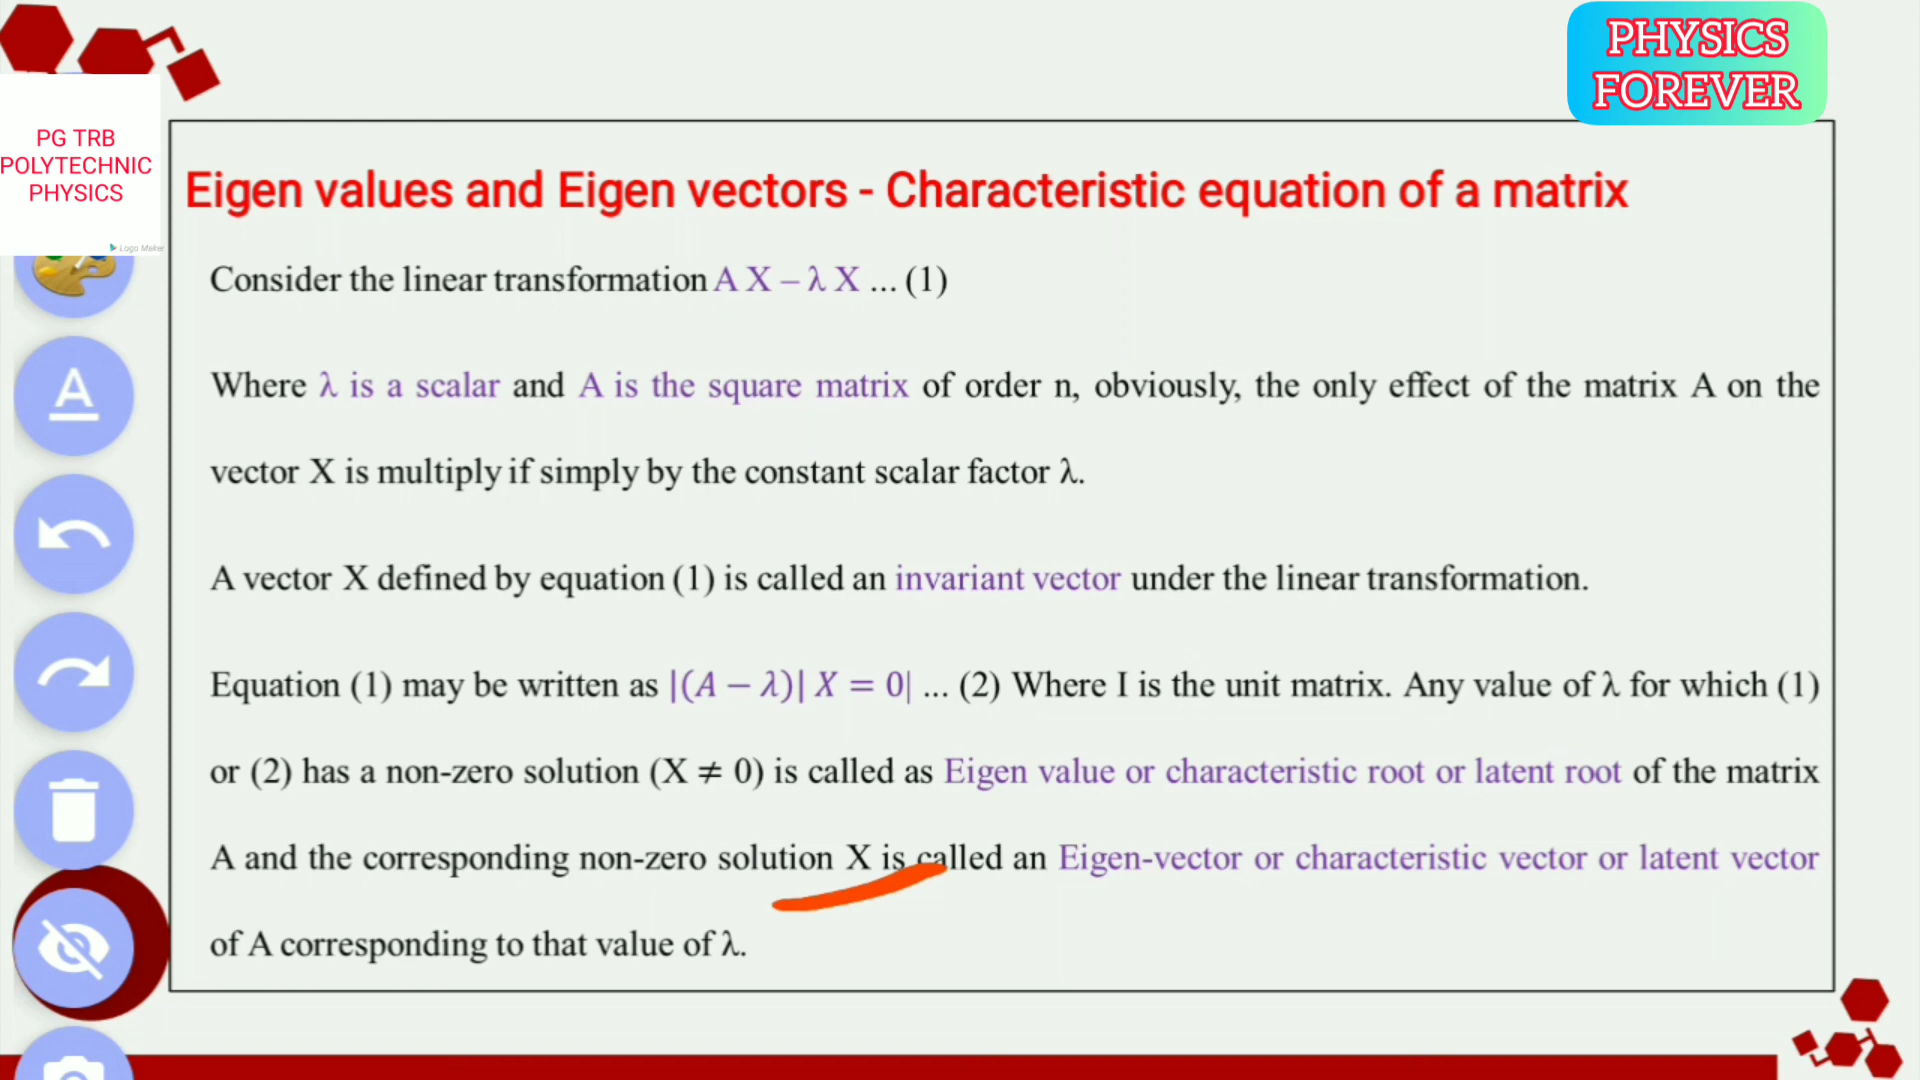 PHYSICS
FOREVER
PG TRB
POLYTECHNIC
PHYSICS
Logo Maker
Eigen values and Eigen vectors - Characteristic equation of a matrix
Consider the linear transformation A X – λ X ... (1)
Where λ is a scalar and A is the square matrix of order n, obviously, the only effect of the matrix A on the
vector X is multiply if simply by the constant scalar factor λ.
A vector X defined by equation (1) is called an invariant vector under the linear transformation.
Equation (1) may be written as |(A − λ)| X = 0| ... (2) Where I is the unit matrix. Any value of λ for which (1)
or (2) has a non-zero solution (X ≠ 0) is called as Eigen value or characteristic root or latent root of the matrix
A and the corresponding non-zero solution X is called an Eigen-vector or characteristic vector or latent vector
of A corresponding to that value of λ.
A